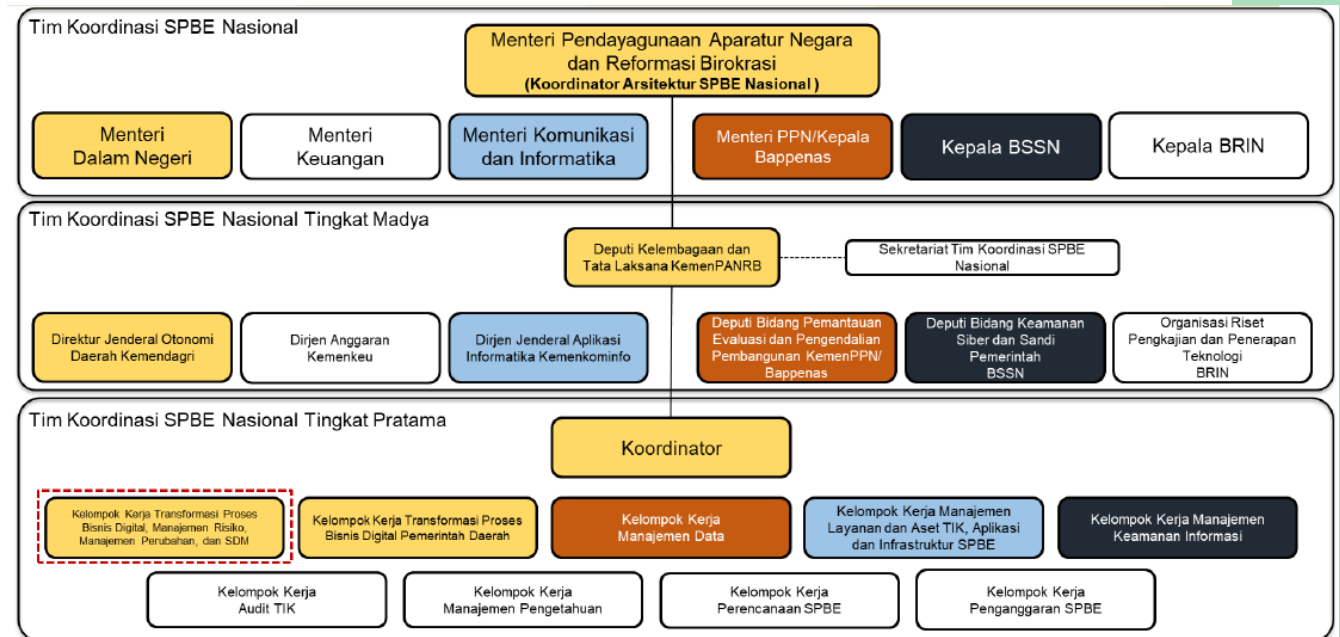 Tim Koordinasi SPBE Nasional
Menteri Pendayagunaan Aparatur Negara
dan Reformasi Birokrasi
(Koordinator Arsitektur SPBE Nasional )
Menteri
Dalam Negeri
Menteri
Keuangan
Menteri Komunikasi
dan Informatika
Menteri PPN/Kepala
Bappenas
Kepala BSSN
Kepala BRIN
Tim Koordinasi SPBE Nasional Tingkat Madya
Deputi Kelembagaan dan
Tata Laksana KemenPANRB
Sekretariat Tim Koordinasi SPBE
Nasional
Direktur Jenderal Otonomi
Daerah Kemendagri
Dirjen Anggaran
Kemenkeu
Dirjen Jenderal Aplikasi
Informatika Kemenkominfo
Deputi Bidang Pemantauan
Evaluasi dan Pengendalian
Pembangunan KemenPPN/
Bappenas
Deputi Bidang Keamanan
Siber dan Sandi
Pemerintah
BSSN
Organisasi Riset
Pengkajian dan Penerapan
Teknologi
BRIN
Tim Koordinasi SPBE Nasional Tingkat Pratama
Koordinator
Kelompok Kerja Transformasi Proses
Bisnis Digital, Manajemen Risiko,
Manajemen Perubahan, dan SDM
Kelompok Kerja Transformasi Proses
Bisnis Digital Pemerintah Daerah
Kelompok Kerja
Manajemen Data
Kelompok Kerja Manajemen
Layanan dan Aset TIK, Aplikasi
dan Infrastruktur SPBE
Kelompok Kerja Manajemen
Keamanan Informasi
Kelompok Kerja
Audit TIK
Kelompok Kerja
Manajemen Pengetahuan
Kelompok Kerja
Perencanaan SPBE
Kelompok Kerja
Penganggaran SPBE